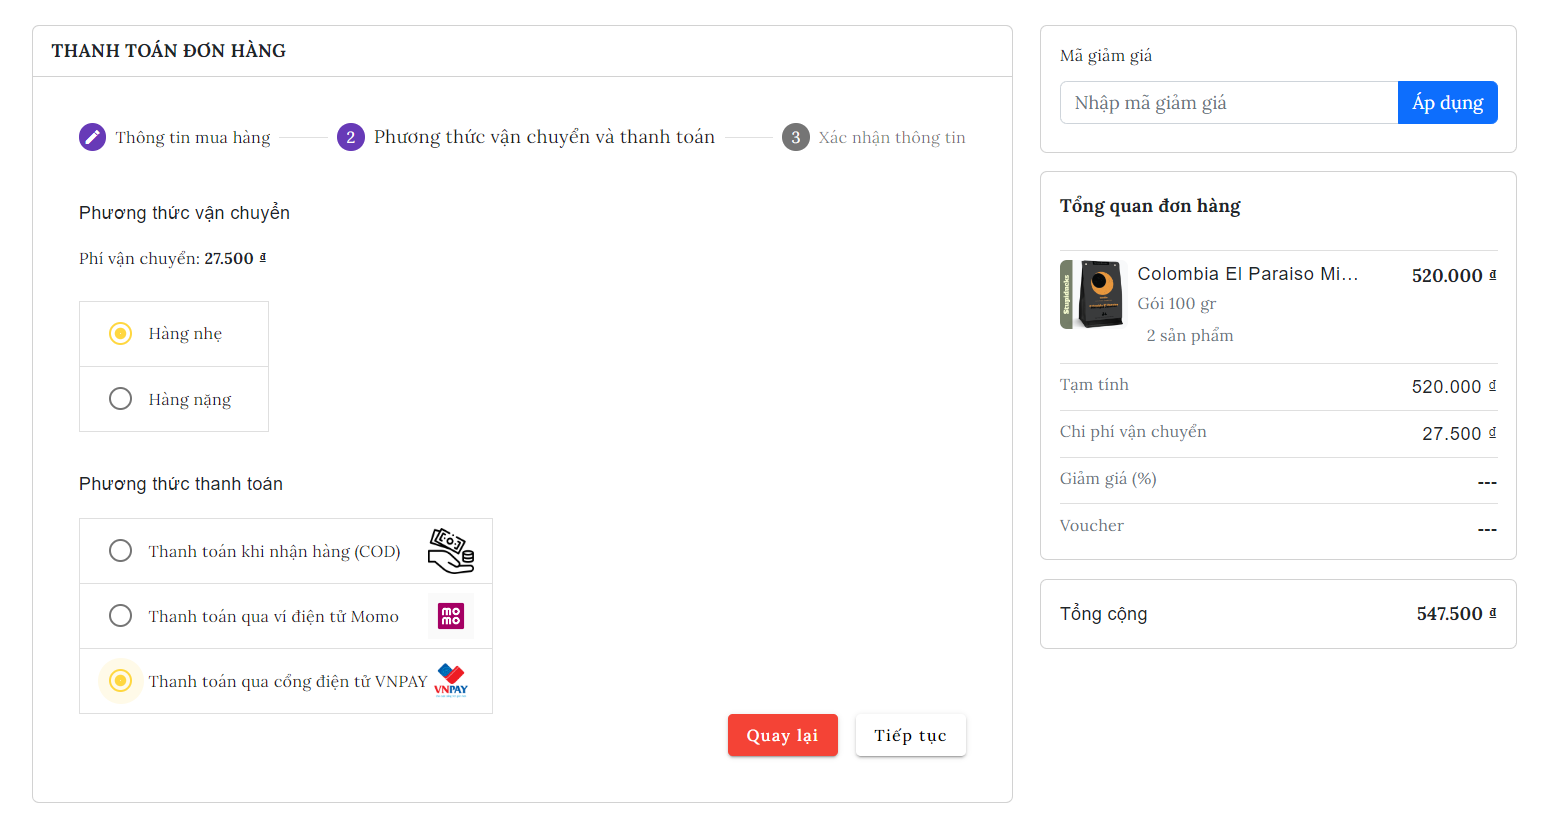 THANH TOÁN ĐƠN HÀNG
Thông tin mua hàng
2 Phương thức vận chuyển và thanh toán
3 Xác nhận thông tin
Phương thức vận chuyển
Phí vận chuyển: 27.500 ₫
Hàng nhẹ
Hàng nặng
Phương thức thanh toán
Thanh toán khi nhận hàng (COD)
Thanh toán qua ví điện tử Momo
mo
mo
Thanh toán qua cổng điện tử VNPAY
VNPAY
Quay lại
Tiếp tục
Mã giảm giá
Nhập mã giảm giá
Áp dụng
Tổng quan đơn hàng
Colombia El Paraiso Mi...
520.000 ₫
Gói 100 gr
2 sản phẩm
Tạm tính
520.000 ₫
Chi phí vận chuyển
27.500 ₫
Giảm giá (%)
---
Voucher
---
Tổng cộng
547.500 ₫